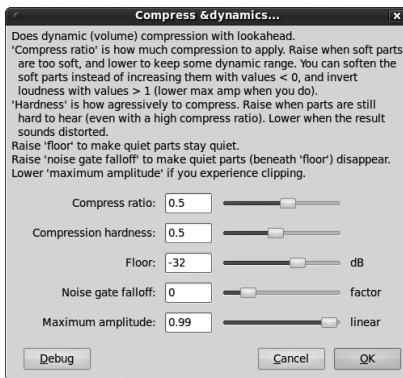 Compress &dynamics...
Does dynamic (volume) compression with lookahead.
'Compress ratio' is how much compression to apply. Raise when soft parts
are too soft, and lower to keep some dynamic range. You can soften the
soft parts instead of increasing them with values < 0, and invert
loudness with values > 1 (lower max amp when you do).
'Hardness' is how agressively to compress. Raise when parts are still
hard to hear (even with a high compress ratio). Lower when the result
sounds distorted.
Raise 'floor' to make quiet parts stay quiet.
Raise 'noise gate falloff' to make quiet parts (beneath 'floor') disappear.
Lower 'maximum amplitude' if you experience clipping.
Compress ratio: 0.5
Compression hardness: 0.5
Floor: -32 dB
Noise gate falloff: 0 factor
Maximum amplitude: 0.99 linear
Debug Cancel OK